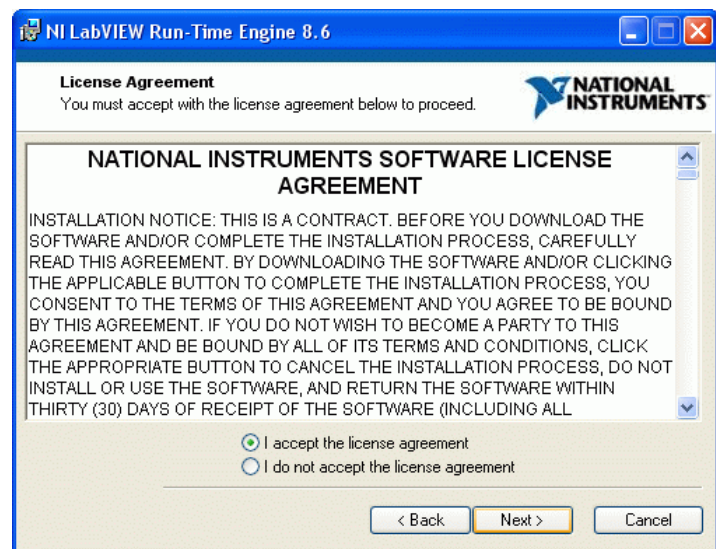 NI LabVIEW Run-Time Engine 8.6
License Agreement
You must accept with the license agreement below to proceed.
NATIONAL
INSTRUMENTS
NATIONAL INSTRUMENTS SOFTWARE LICENSE
AGREEMENT
INSTALLATION NOTICE: THIS IS A CONTRACT. BEFORE YOU DOWNLOAD THE
SOFTWARE AND/OR COMPLETE THE INSTALLATION PROCESS, CAREFULLY
READ THIS AGREEMENT. BY DOWNLOADING THE SOFTWARE AND/OR CLICKING
THE APPLICABLE BUTTON TO COMPLETE THE INSTALLATION PROCESS, YOU
CONSENT TO THE TERMS OF THIS AGREEMENT AND YOU AGREE TO BE BOUND
BY THIS AGREEMENT. IF YOU DO NOT WISH TO BECOME A PARTY TO THIS
AGREEMENT AND BE BOUND BY ALL OF ITS TERMS AND CONDITIONS, CLICK
THE APPROPRIATE BUTTON TO CANCEL THE INSTALLATION PROCESS, DO NOT
INSTALL OR USE THE SOFTWARE, AND RETURN THE SOFTWARE WITHIN
THIRTY (30) DAYS OF RECEIPT OF THE SOFTWARE (INCLUDING ALL
I accept the license agreement
I do not accept the license agreement
< Back Next > Cancel